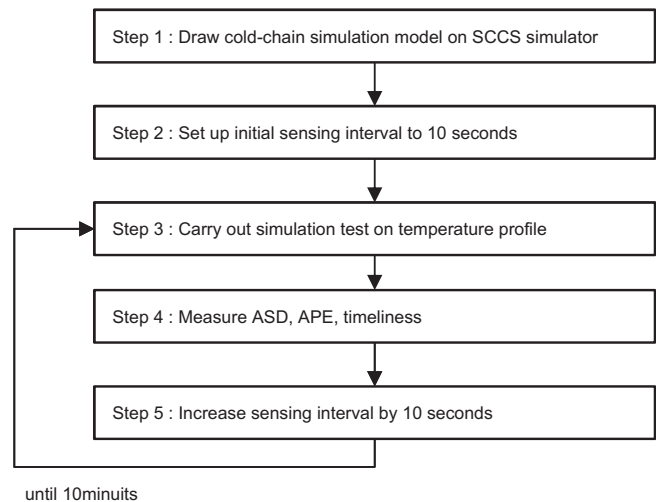 Step 1 : Draw cold-chain simulation model on SCCS simulator
Step 2 : Set up initial sensing interval to 10 seconds
Step 3 : Carry out simulation test on temperature profile
Step 4 : Measure ASD, APE, timeliness
Step 5 : Increase sensing interval by 10 seconds
until 10minuits